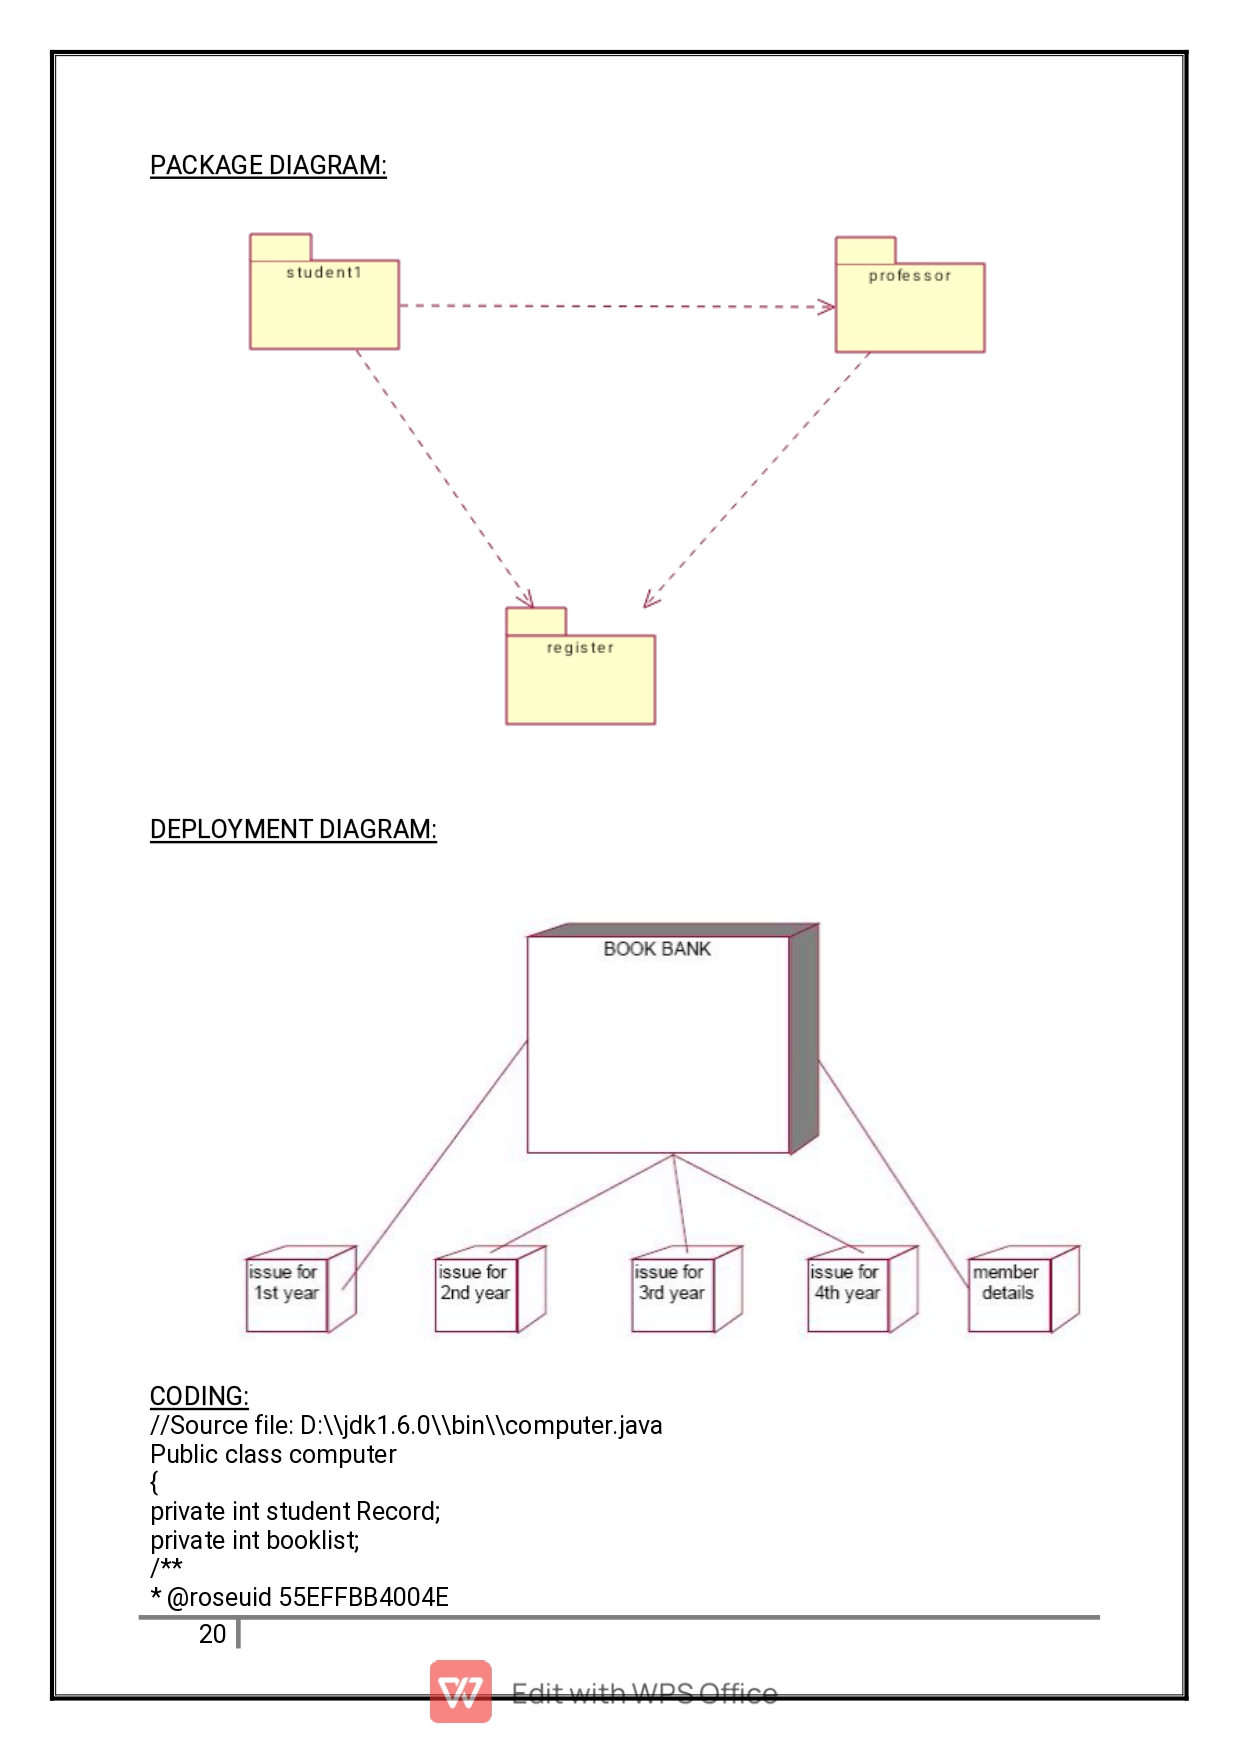 PACKAGE DIAGRAM:
student1
professor
register
DEPLOYMENT DIAGRAM:
BOOK BANK
issue for
1st year
issue for
2nd year
issue for
3rd year
issue for
4th year
member
details
CODING:
//Source file: D:\\jdk1.6.0\\bin\\computer.java
Public class computer
{
private int student Record;
private int booklist;
/**
* @roseuid 55EFFBB4004E
20
Edit with WPS Office